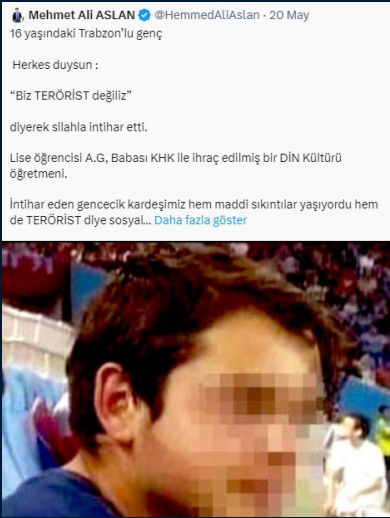 Mehmet Ali ASLAN @HemmedAliAslan · 20 May
16 yaşındaki Trabzon’lu genç
Herkes duysun :
“Biz TERÖRİST değiliz”
diyerek silahla intihar etti.
Lise öğrencisi A.G, Babası KHK ile ihraç edilmiş bir DİN Kültürü
öğretmeni.
İntihar eden gencecik kardeşimiz hem maddi sıkıntılar yaşıyordu hem
de TERÖRİST diye sosyal... Daha fazla göster